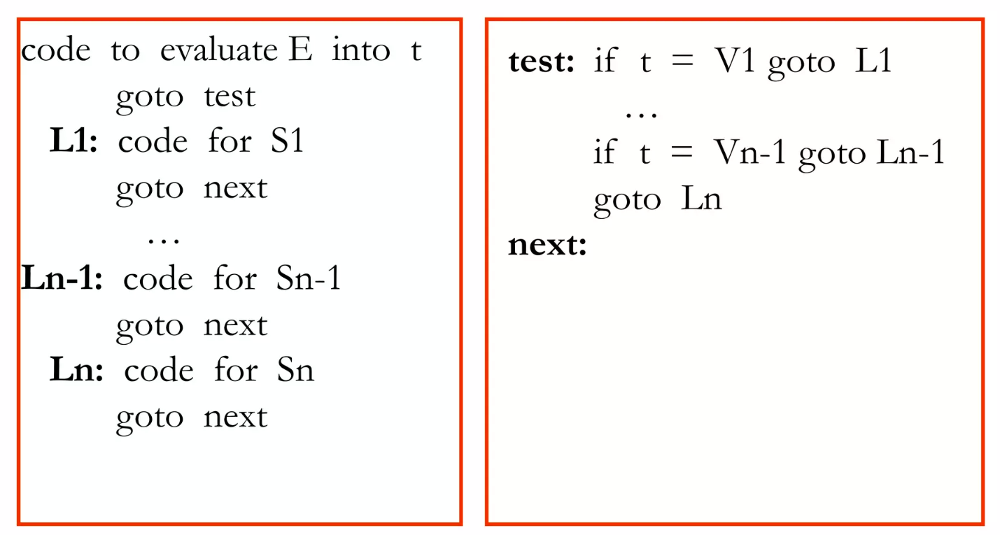 code to evaluate E into t
goto test
L1: code for S1
goto next
…
Ln-1: code for Sn-1
goto next
Ln: code for Sn
goto next
test: if t = V1 goto L1
…
if t = Vn-1 goto Ln-1
goto Ln
next: